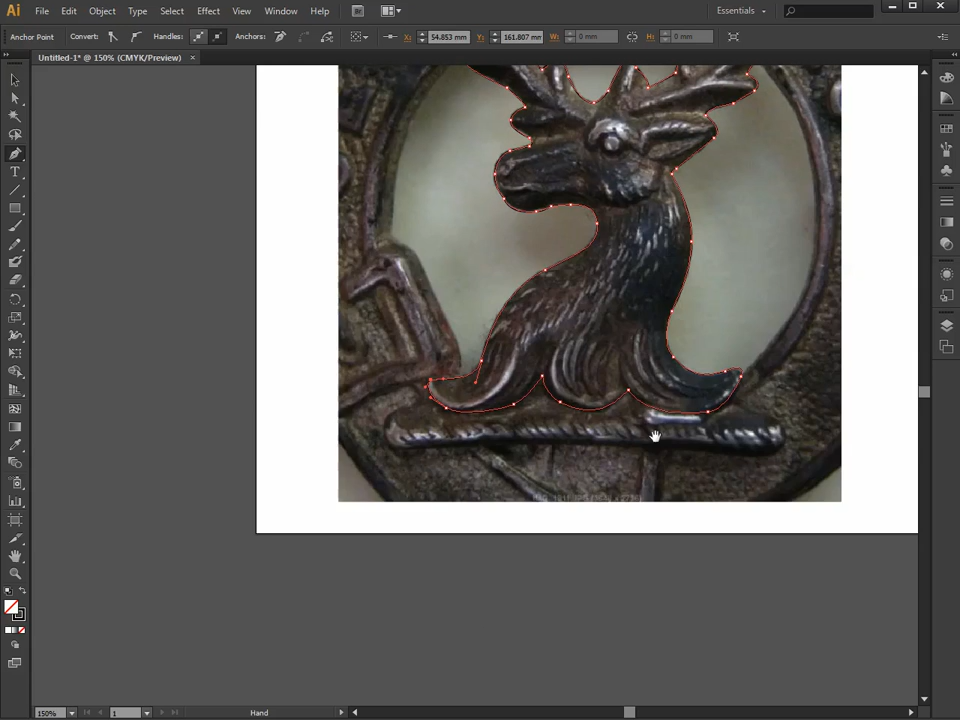 Ai File Edit Object Type Select Effect View Window Help Br Essentials
Anchor Point Convert: Handles: Anchors: X: 54.853 mm Y: 161.807 mm W: 0 mm H: 0 mm
Untitled-1* @ 150% (CMYK/Preview) ×
150% 1 Hand